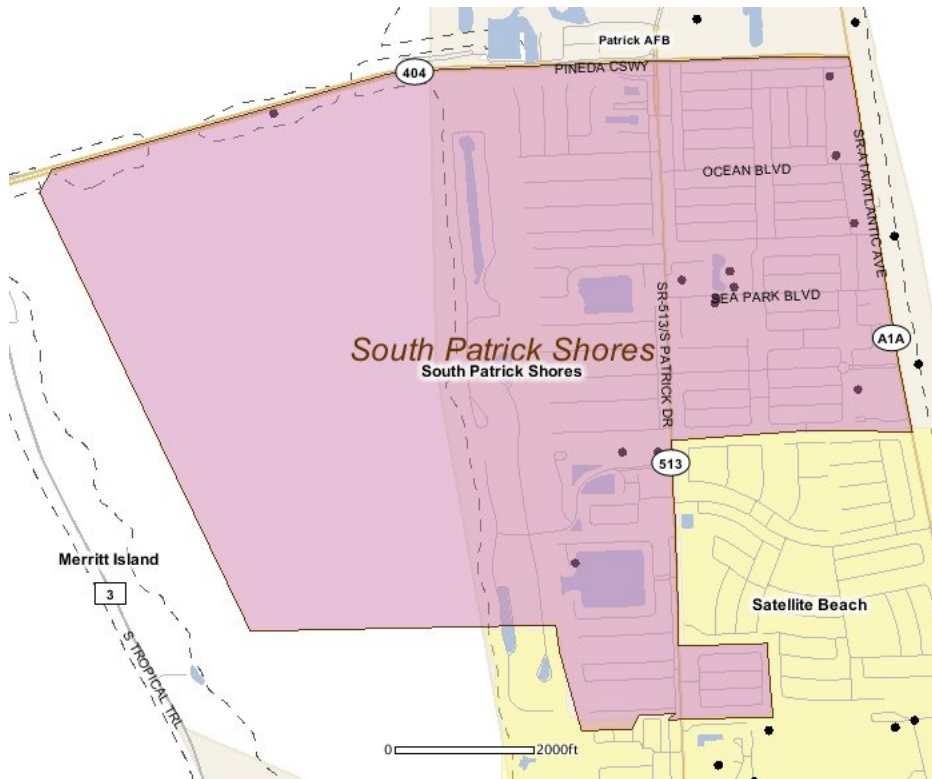 Patrick AFB
404
PINEDA CSWY
OCEAN BLVD
SR-A1A/ATLANTIC AVE
SEA PARK BLVD
SR-513/S PATRICK DR
A1A
South Patrick Shores
South Patrick Shores
513
Merritt Island
3
Satellite Beach
S TROPICAL TRL
0 2000ft